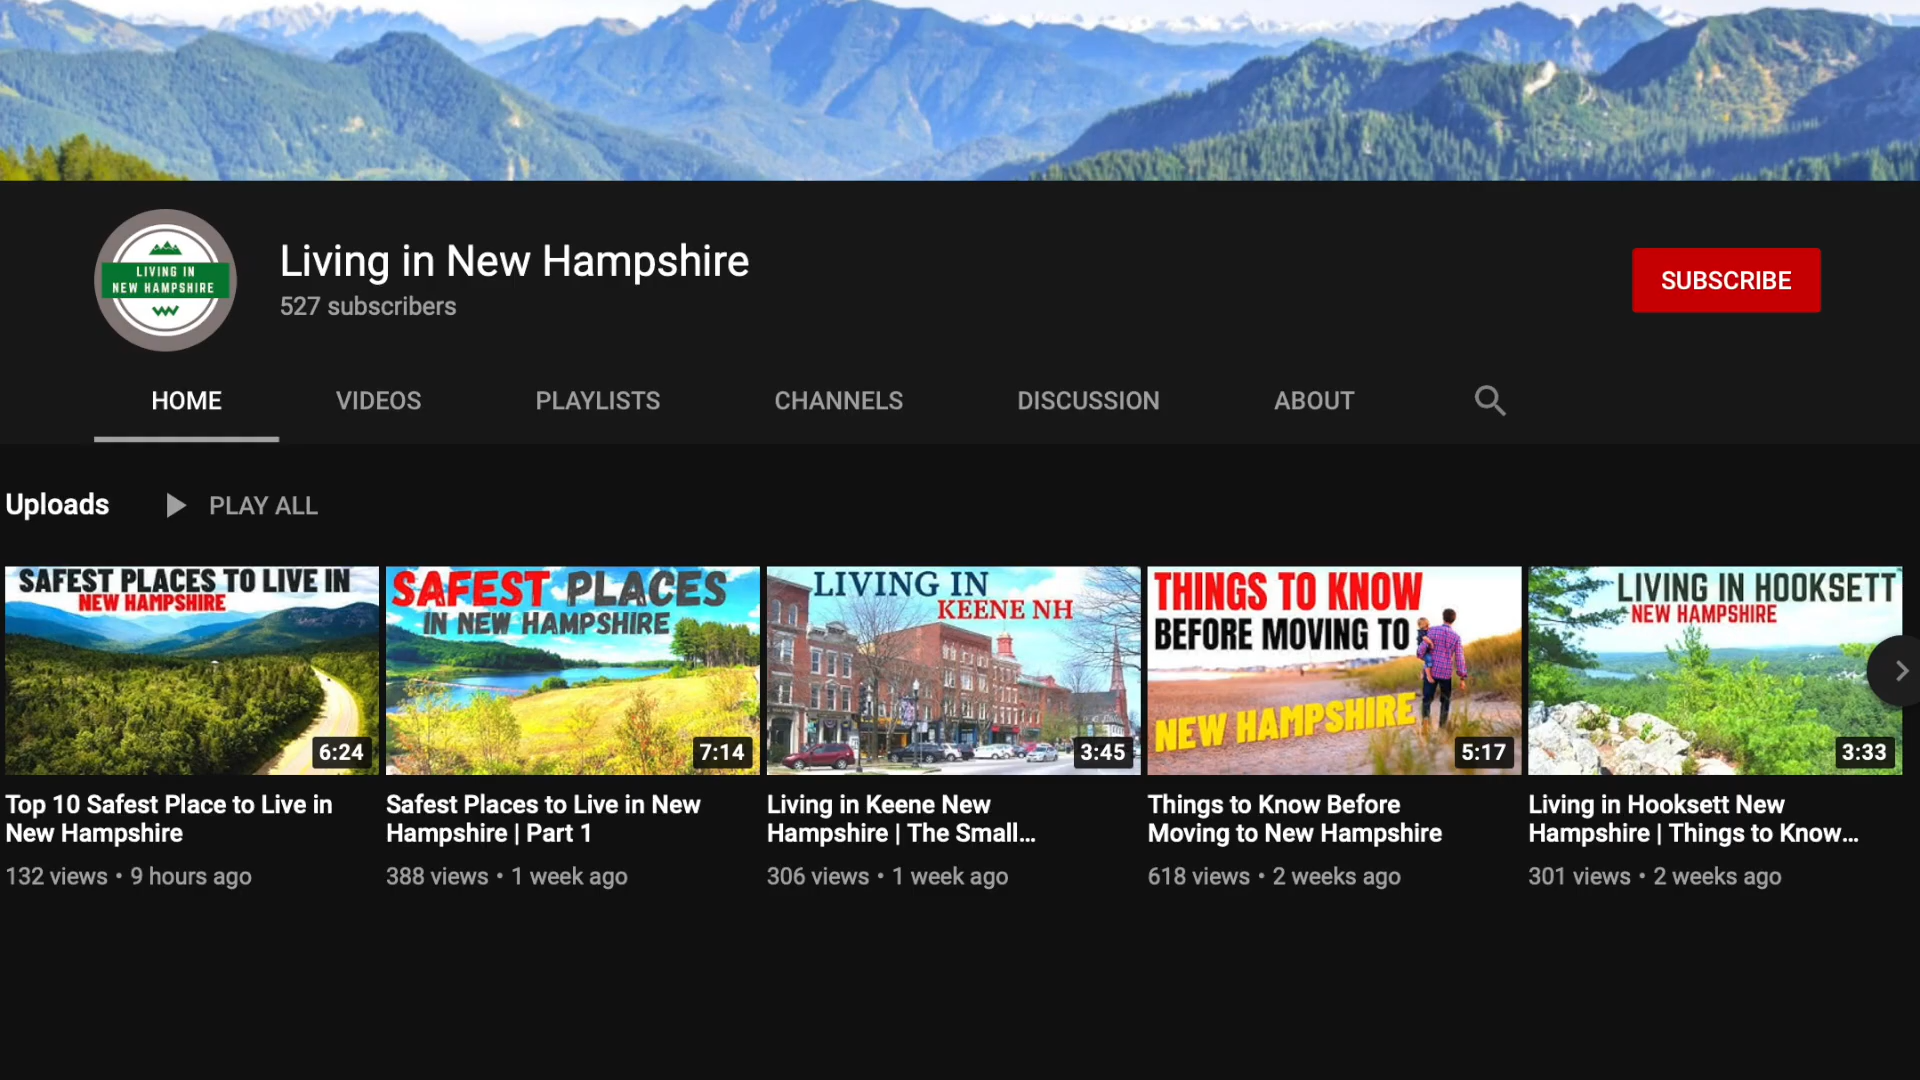 LIVING IN
NEW HAMPSHIRE
Living in New Hampshire
527 subscribers
SUBSCRIBE
HOME VIDEOS PLAYLISTS CHANNELS DISCUSSION ABOUT
Uploads PLAY ALL
SAFEST PLACES TO LIVE IN
NEW HAMPSHIRE
6:24
SAFEST PLACES
IN NEW HAMPSHIRE
7:14
LIVING IN
KEENE NH
3:45
THINGS TO KNOW
BEFORE MOVING TO
NEW HAMPSHIRE
5:17
LIVING IN HOOKSETT
NEW HAMPSHIRE
3:33
Top 10 Safest Place to Live in
New Hampshire
132 views • 9 hours ago
Safest Places to Live in New
Hampshire | Part 1
388 views • 1 week ago
Living in Keene New
Hampshire | The Small...
306 views • 1 week ago
Things to Know Before
Moving to New Hampshire
618 views • 2 weeks ago
Living in Hooksett New
Hampshire | Things to Know...
301 views • 2 weeks ago